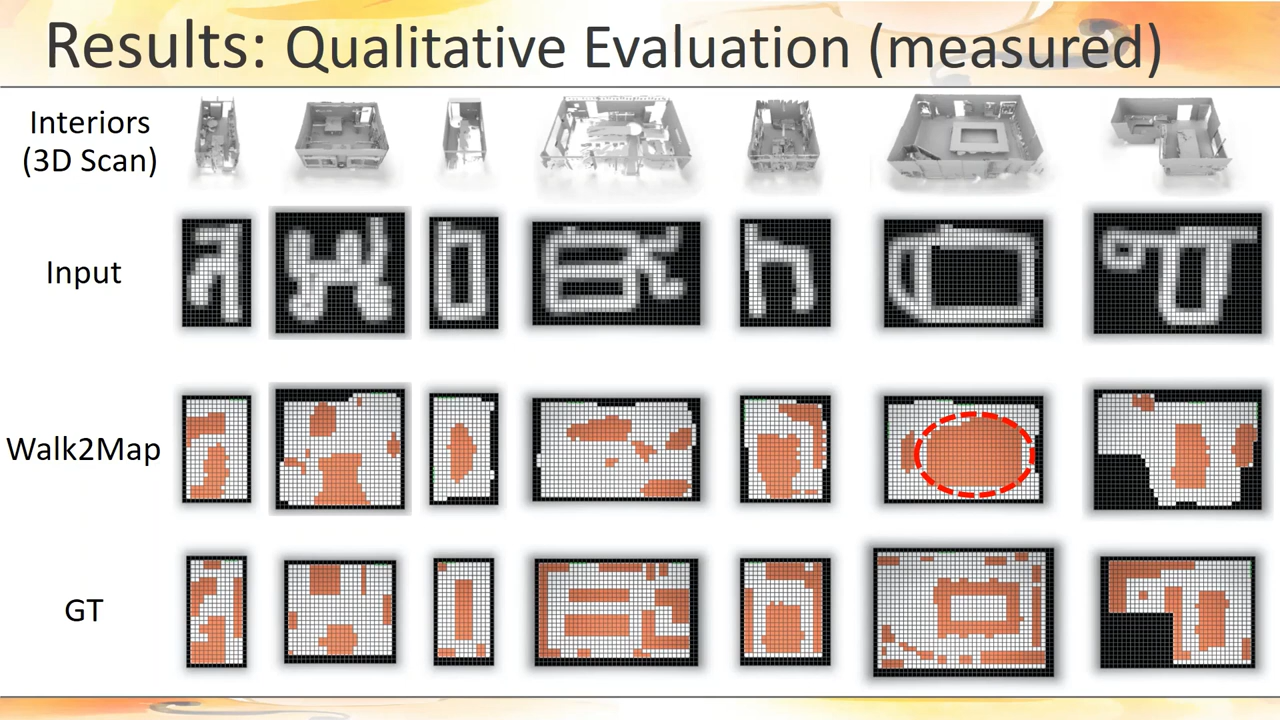 Results: Qualitative Evaluation (measured)
Interiors
(3D Scan)
Input
Walk2Map
GT